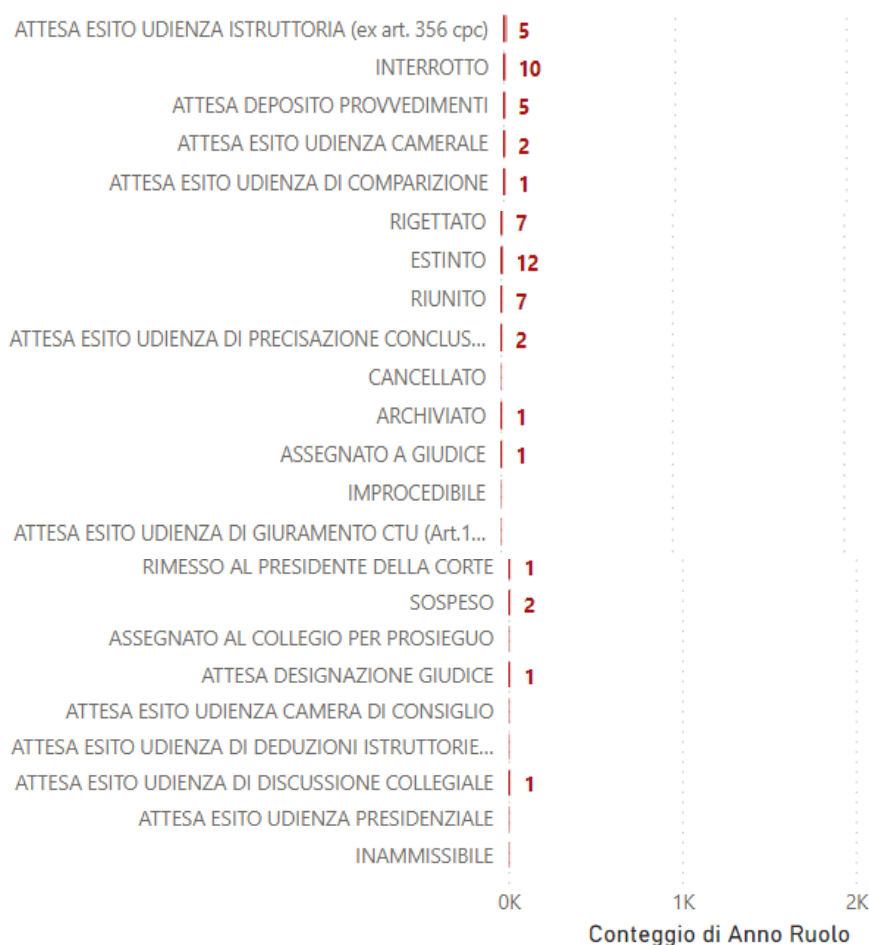 ATTESA ESITO UDIENZA ISTRUTTORIA (ex art. 356 cpc) 5
INTERROTTO 10
ATTESA DEPOSITO PROVVEDIMENTI 5
ATTESA ESITO UDIENZA CAMERALE 2
ATTESA ESITO UDIENZA DI COMPARIZIONE 1
RIGETTATO 7
ESTINTO 12
RIUNITO 7
ATTESA ESITO UDIENZA DI PRECISAZIONE CONCLUS... 2
CANCELLATO
ARCHIVIATO 1
ASSEGNATO A GIUDICE 1
IMPROCEDIBILE
ATTESA ESITO UDIENZA DI GIURAMENTO CTU (Art.1...
RIMESSO AL PRESIDENTE DELLA CORTE 1
SOSPESO 2
ASSEGNATO AL COLLEGIO PER PROSIEGUO
ATTESA DESIGNAZIONE GIUDICE 1
ATTESA ESITO UDIENZA CAMERA DI CONSIGLIO
ATTESA ESITO UDIENZA DI DEDUZIONI ISTRUTTORIE...
ATTESA ESITO UDIENZA DI DISCUSSIONE COLLEGIALE 1
ATTESA ESITO UDIENZA PRESIDENZIALE
INAMMISSIBILE
0K 1K 2K
Conteggio di Anno Ruolo